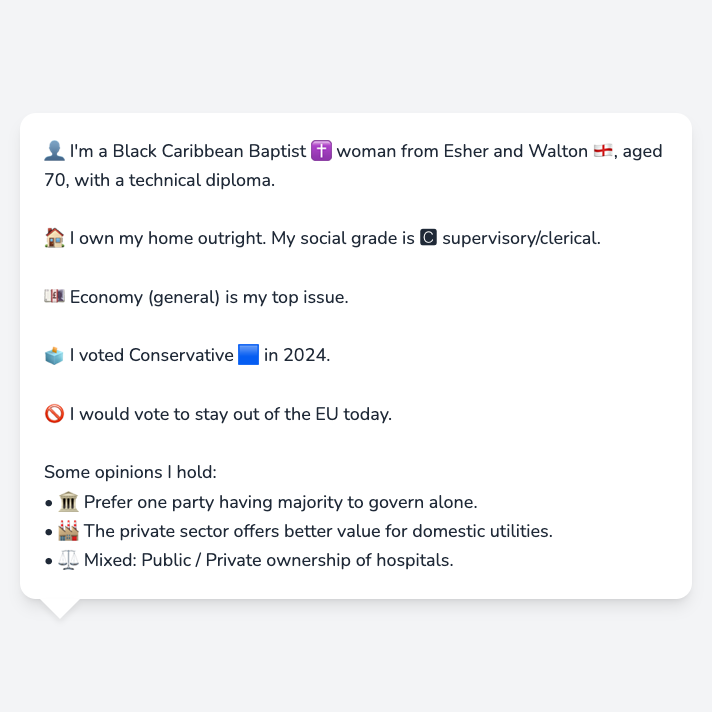 👤 I'm a Black Caribbean Baptist ✝️ woman from Esher and Walton 🏴󠁧󠁢󠁥󠁮󠁧󠁿, aged
70, with a technical diploma.
🏠 I own my home outright. My social grade is 🅲 supervisory/clerical.
💷 Economy (general) is my top issue.
🗳️ I voted Conservative 🟦 in 2024.
🚫 I would vote to stay out of the EU today.
Some opinions I hold:
• 🏛️ Prefer one party having majority to govern alone.
• 🏭 The private sector offers better value for domestic utilities.
• ⚖️ Mixed: Public / Private ownership of hospitals.